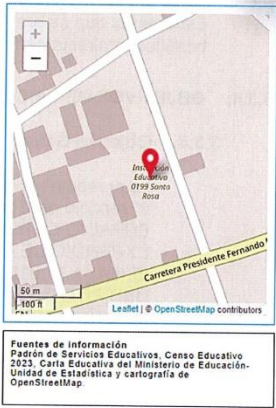 +
−
Institución
Educativa
0199 Santa
Rosa
Carretera Presidente Fernando
50 m
100 ft
Leaflet | © OpenStreetMap contributors
Fuentes de información
Padrón de Servicios Educativos, Censo Educativo
2023, Carta Educativa del Ministerio de Educación-
Unidad de Estadística y cartografía de
OpenStreetMap.